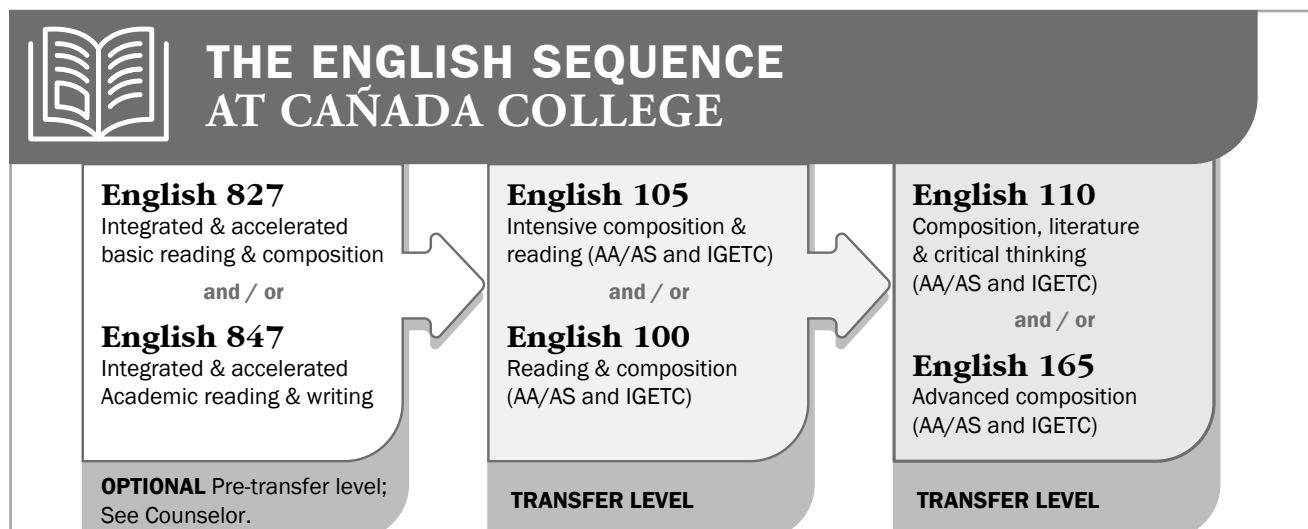 THE ENGLISH SEQUENCE
AT CAÑADA COLLEGE
English 827
Integrated & accelerated
basic reading & composition
and / or
English 847
Integrated & accelerated
Academic reading & writing
OPTIONAL Pre-transfer level;
See Counselor.
English 105
Intensive composition &
reading (AA/AS and IGETC)
and / or
English 100
Reading & composition
(AA/AS and IGETC)
TRANSFER LEVEL
English 110
Composition, literature
& critical thinking
(AA/AS and IGETC)
and / or
English 165
Advanced composition
(AA/AS and IGETC)
TRANSFER LEVEL